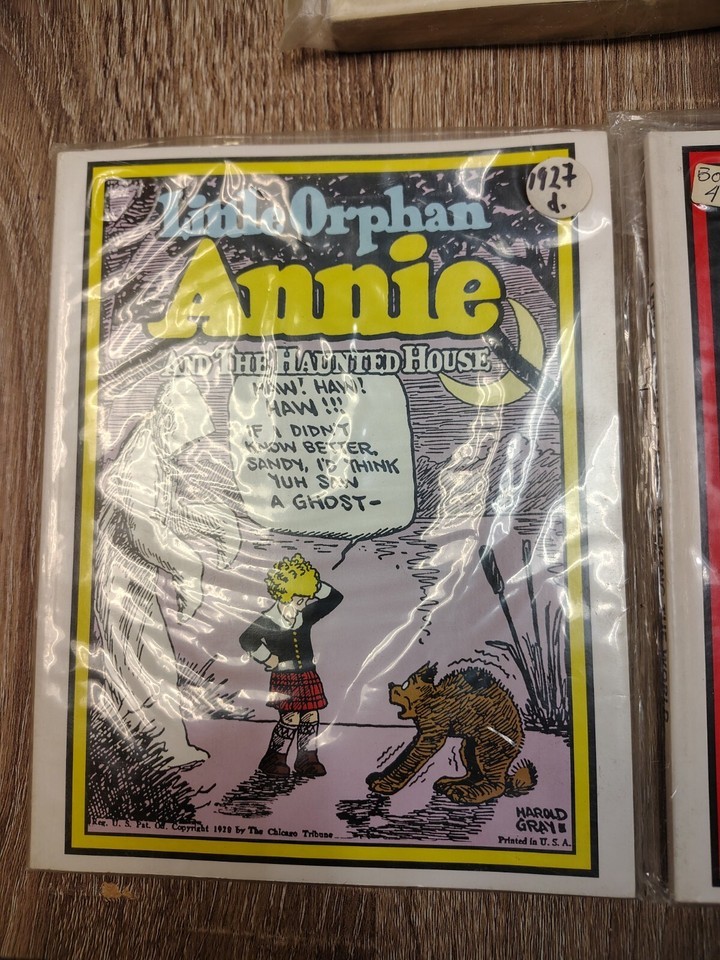 1927
d.
Little Orphan
Annie
AND THE HAUNTED HOUSE
HAW! HAW!
HAW!!!
IF I DIDN'T
KNOW BETTER,
SANDY, I'D THINK
YUH SAW
A GHOST-
HAROLD
GRAY
Reg. U. S. Pat. Off. Copyright 1928 by The Chicago Tribune
Printed in U. S. A.